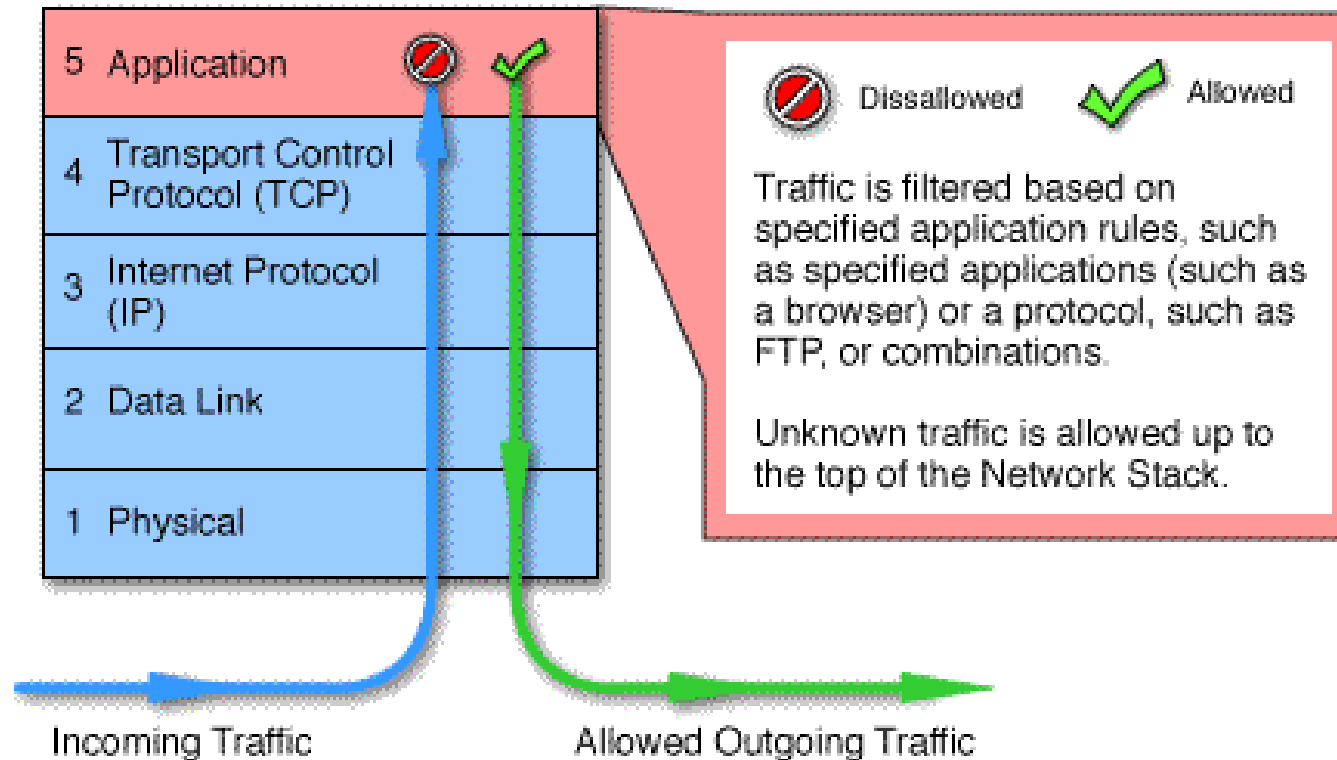 5 Application
4 Transport Control
Protocol (TCP)
3 Internet Protocol
(IP)
2 Data Link
1 Physical
Incoming Traffic
Allowed Outgoing Traffic
Dissallowed
Allowed
Traffic is filtered based on
specified application rules, such
as specified applications (such as
a browser) or a protocol, such as
FTP, or combinations.
Unknown traffic is allowed up to
the top of the Network Stack.